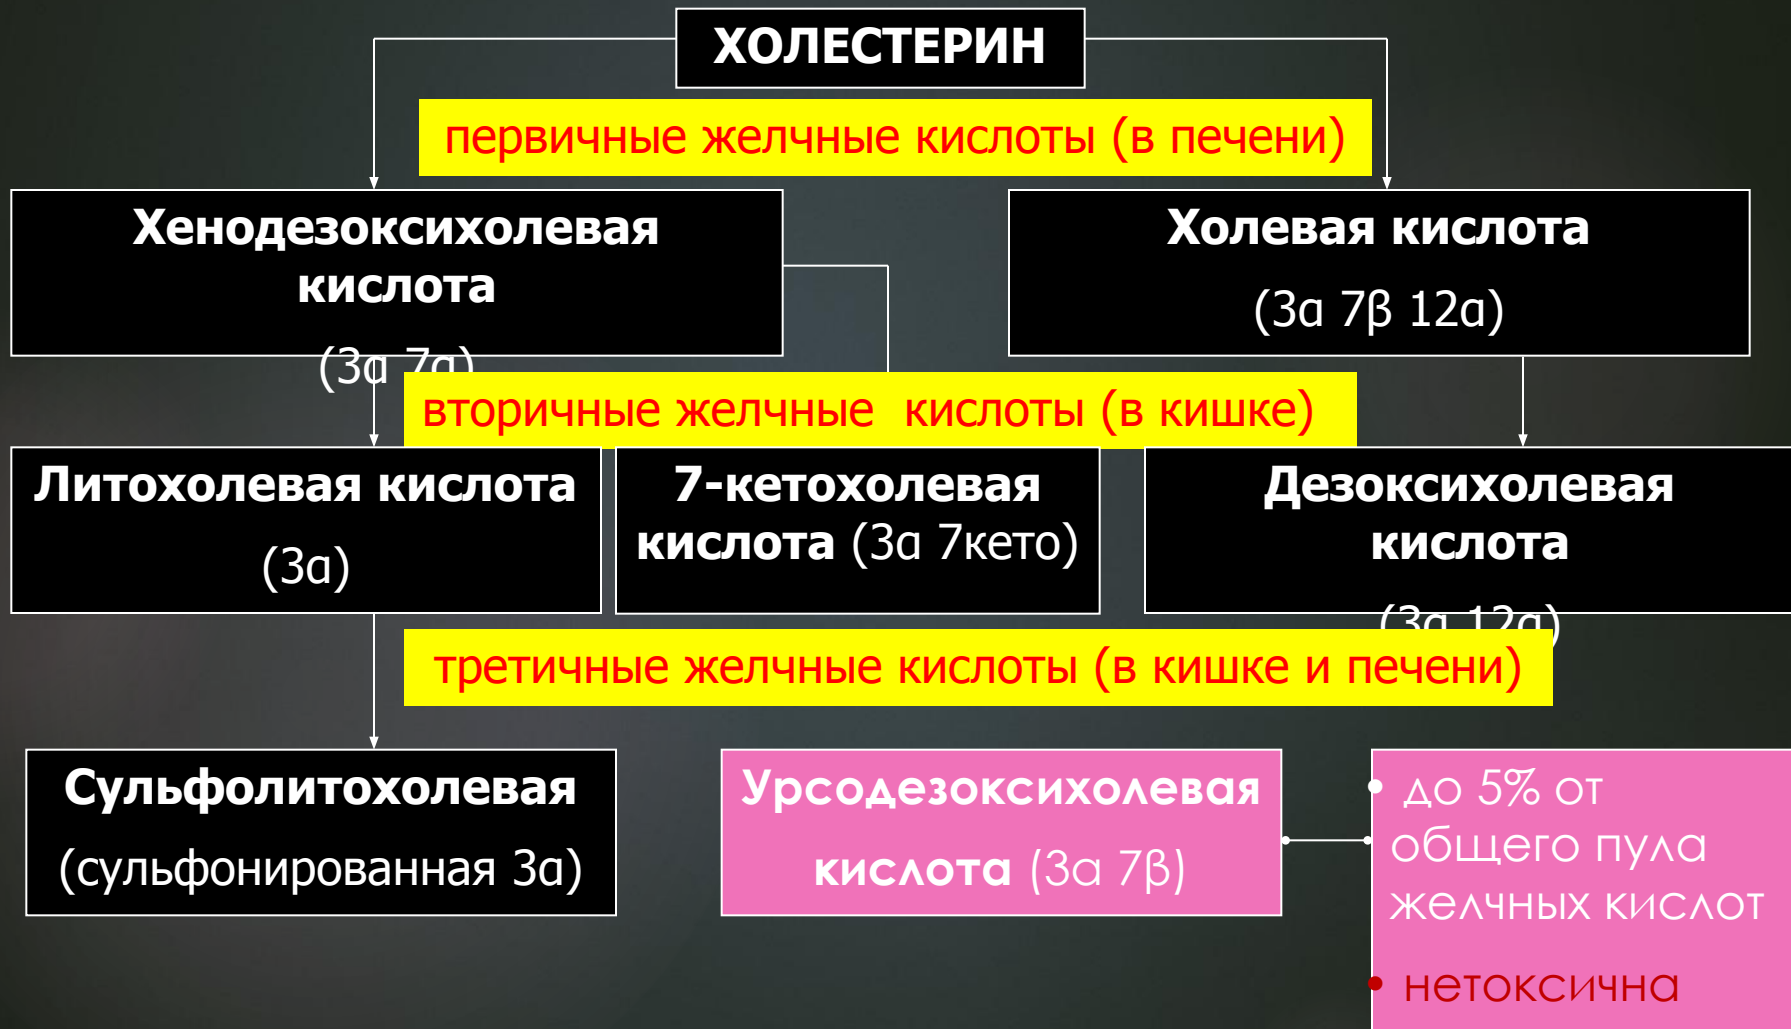 ХОЛЕСТЕРИН
первичные желчные кислоты (в печени)
Хенодезоксихолевая
кислота
(3α 7α)
Холевая кислота
(3α 7β 12α)
вторичные желчные  кислоты (в кишке)
Литохолевая кислота
(3α)
7-кетохолевая
кислота (3α 7кето)
Дезоксихолевая
кислота
(3α 12α)
третичные желчные кислоты (в кишке и печени)
Сульфолитохолевая
(сульфонированная 3α)
Урсодезоксихолевая
кислота (3α 7β)
• до 5% от
общего пула
желчных кислот
• нетоксична